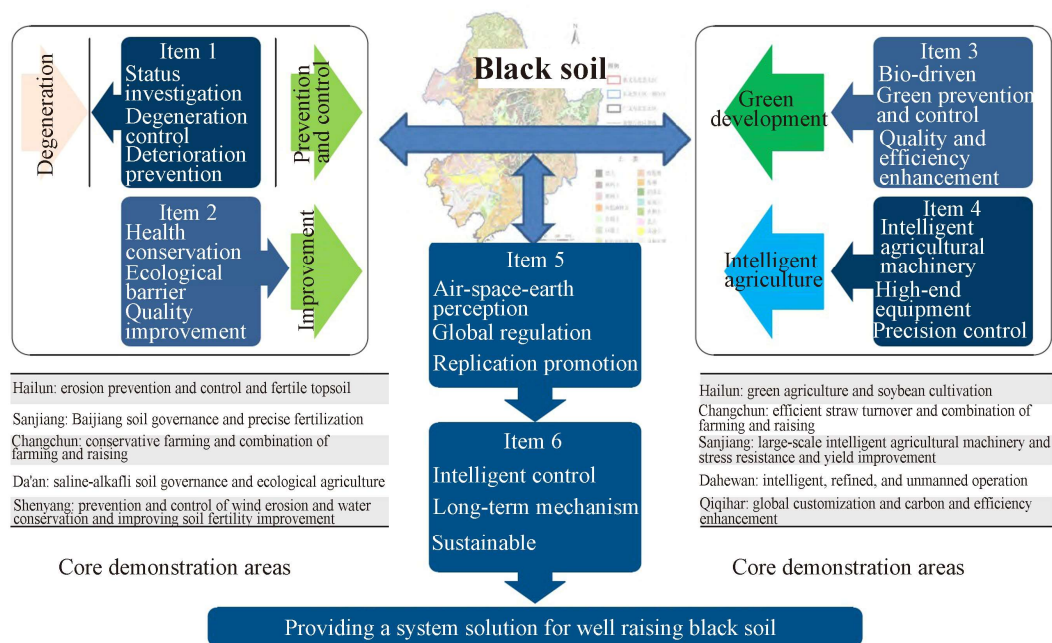 Black soil
Degeneration
Item 1
Status
investigation
Degeneration
control
Deterioration
prevention
Prevention
and control
Item 2
Health
conservation
Ecological
barrier
Quality
improvement
Improvement
Green
development
Item 3
Bio-driven
Green prevention
and control
Quality and
efficiency
enhancement
Intelligent
agriculture
Item 4
Intelligent
agricultural
machinery
High-end
equipment
Precision control
Item 5
Air-space-earth
perception
Global regulation
Replication promotion
Item 6
Intelligent control
Long-term mechanism
Sustainable
Hailun: erosion prevention and control and fertile topsoil
Sanjiang: Baijiang soil governance and precise fertilization
Changchun: conservative farming and combination of
farming and raising
Da'an: saline-alkafli soil governance and ecological agriculture
Shenyang: prevention and control of wind erosion and water
conservation and improving soil fertility improvement
Core demonstration areas
Hailun: green agriculture and soybean cultivation
Changchun: efficient straw turnover and combination of
farming and raising
Sanjiang: large-scale intelligent agricultural machinery and
stress resistance and yield improvement
Dahewan: intelligent, refined, and unmanned operation
Qiqihar: global customization and carbon and efficiency
enhancement
Core demonstration areas
Providing a system solution for well raising black soil